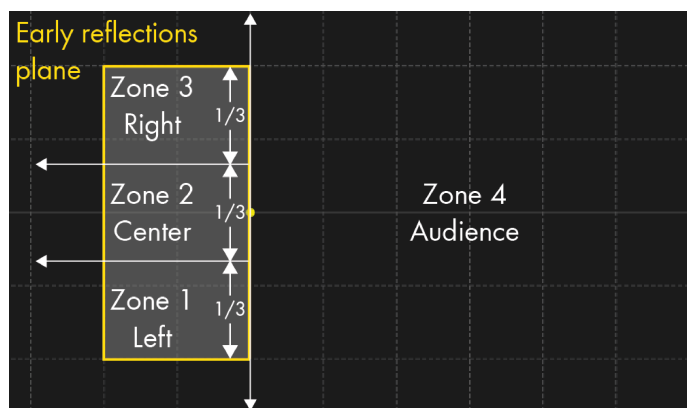 Early reflections
plane
Zone 3
Right
1/3
Zone 2
Center
1/3
Zone 4
Audience
Zone 1
Left
1/3